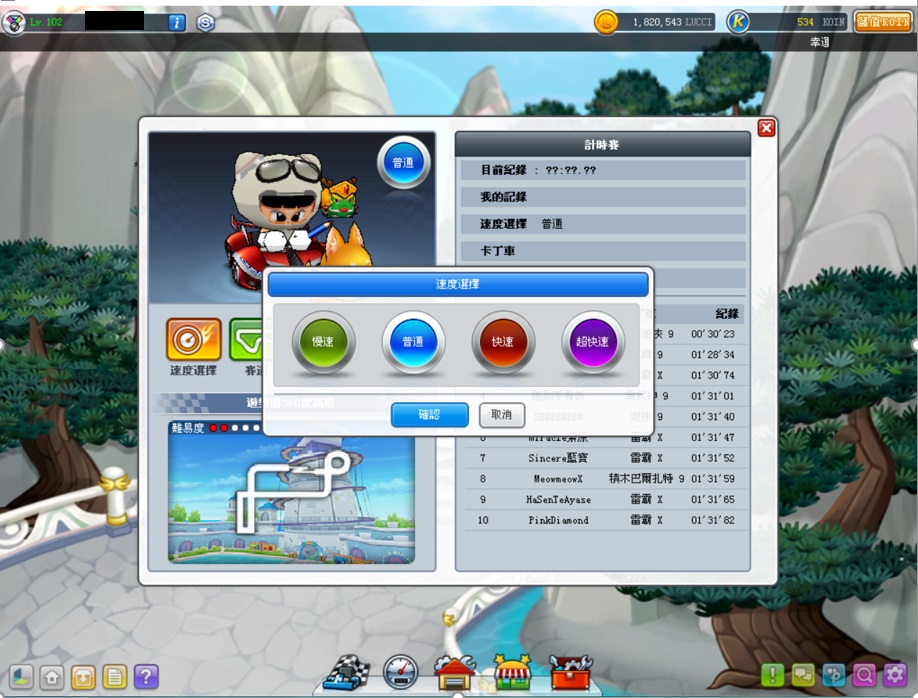 Lv.102
1,820,543 LUCCI
534 KOIN
儲值KOIN
計時賽
普通
目前紀錄 : ??:??.??
我的記錄
速度選擇 普通
卡丁車
速度選擇
慢速
普通
快速
超快速
確認
取消
紀錄
9 00'30'23
9 01'28'34
X 01'30'74
9 01'31'01
01'31'40
雷霸 X 01'31'47
7 Sincere藍寶 雷霸 X 01'31'52
8 MeowmeowX 積木巴爾扎特 9 01'31'59
9 HaSenTeAyase 雷霸 X 01'31'65
10 PinkDiamond 雷霸 X 01'31'82
速度選擇
難易度